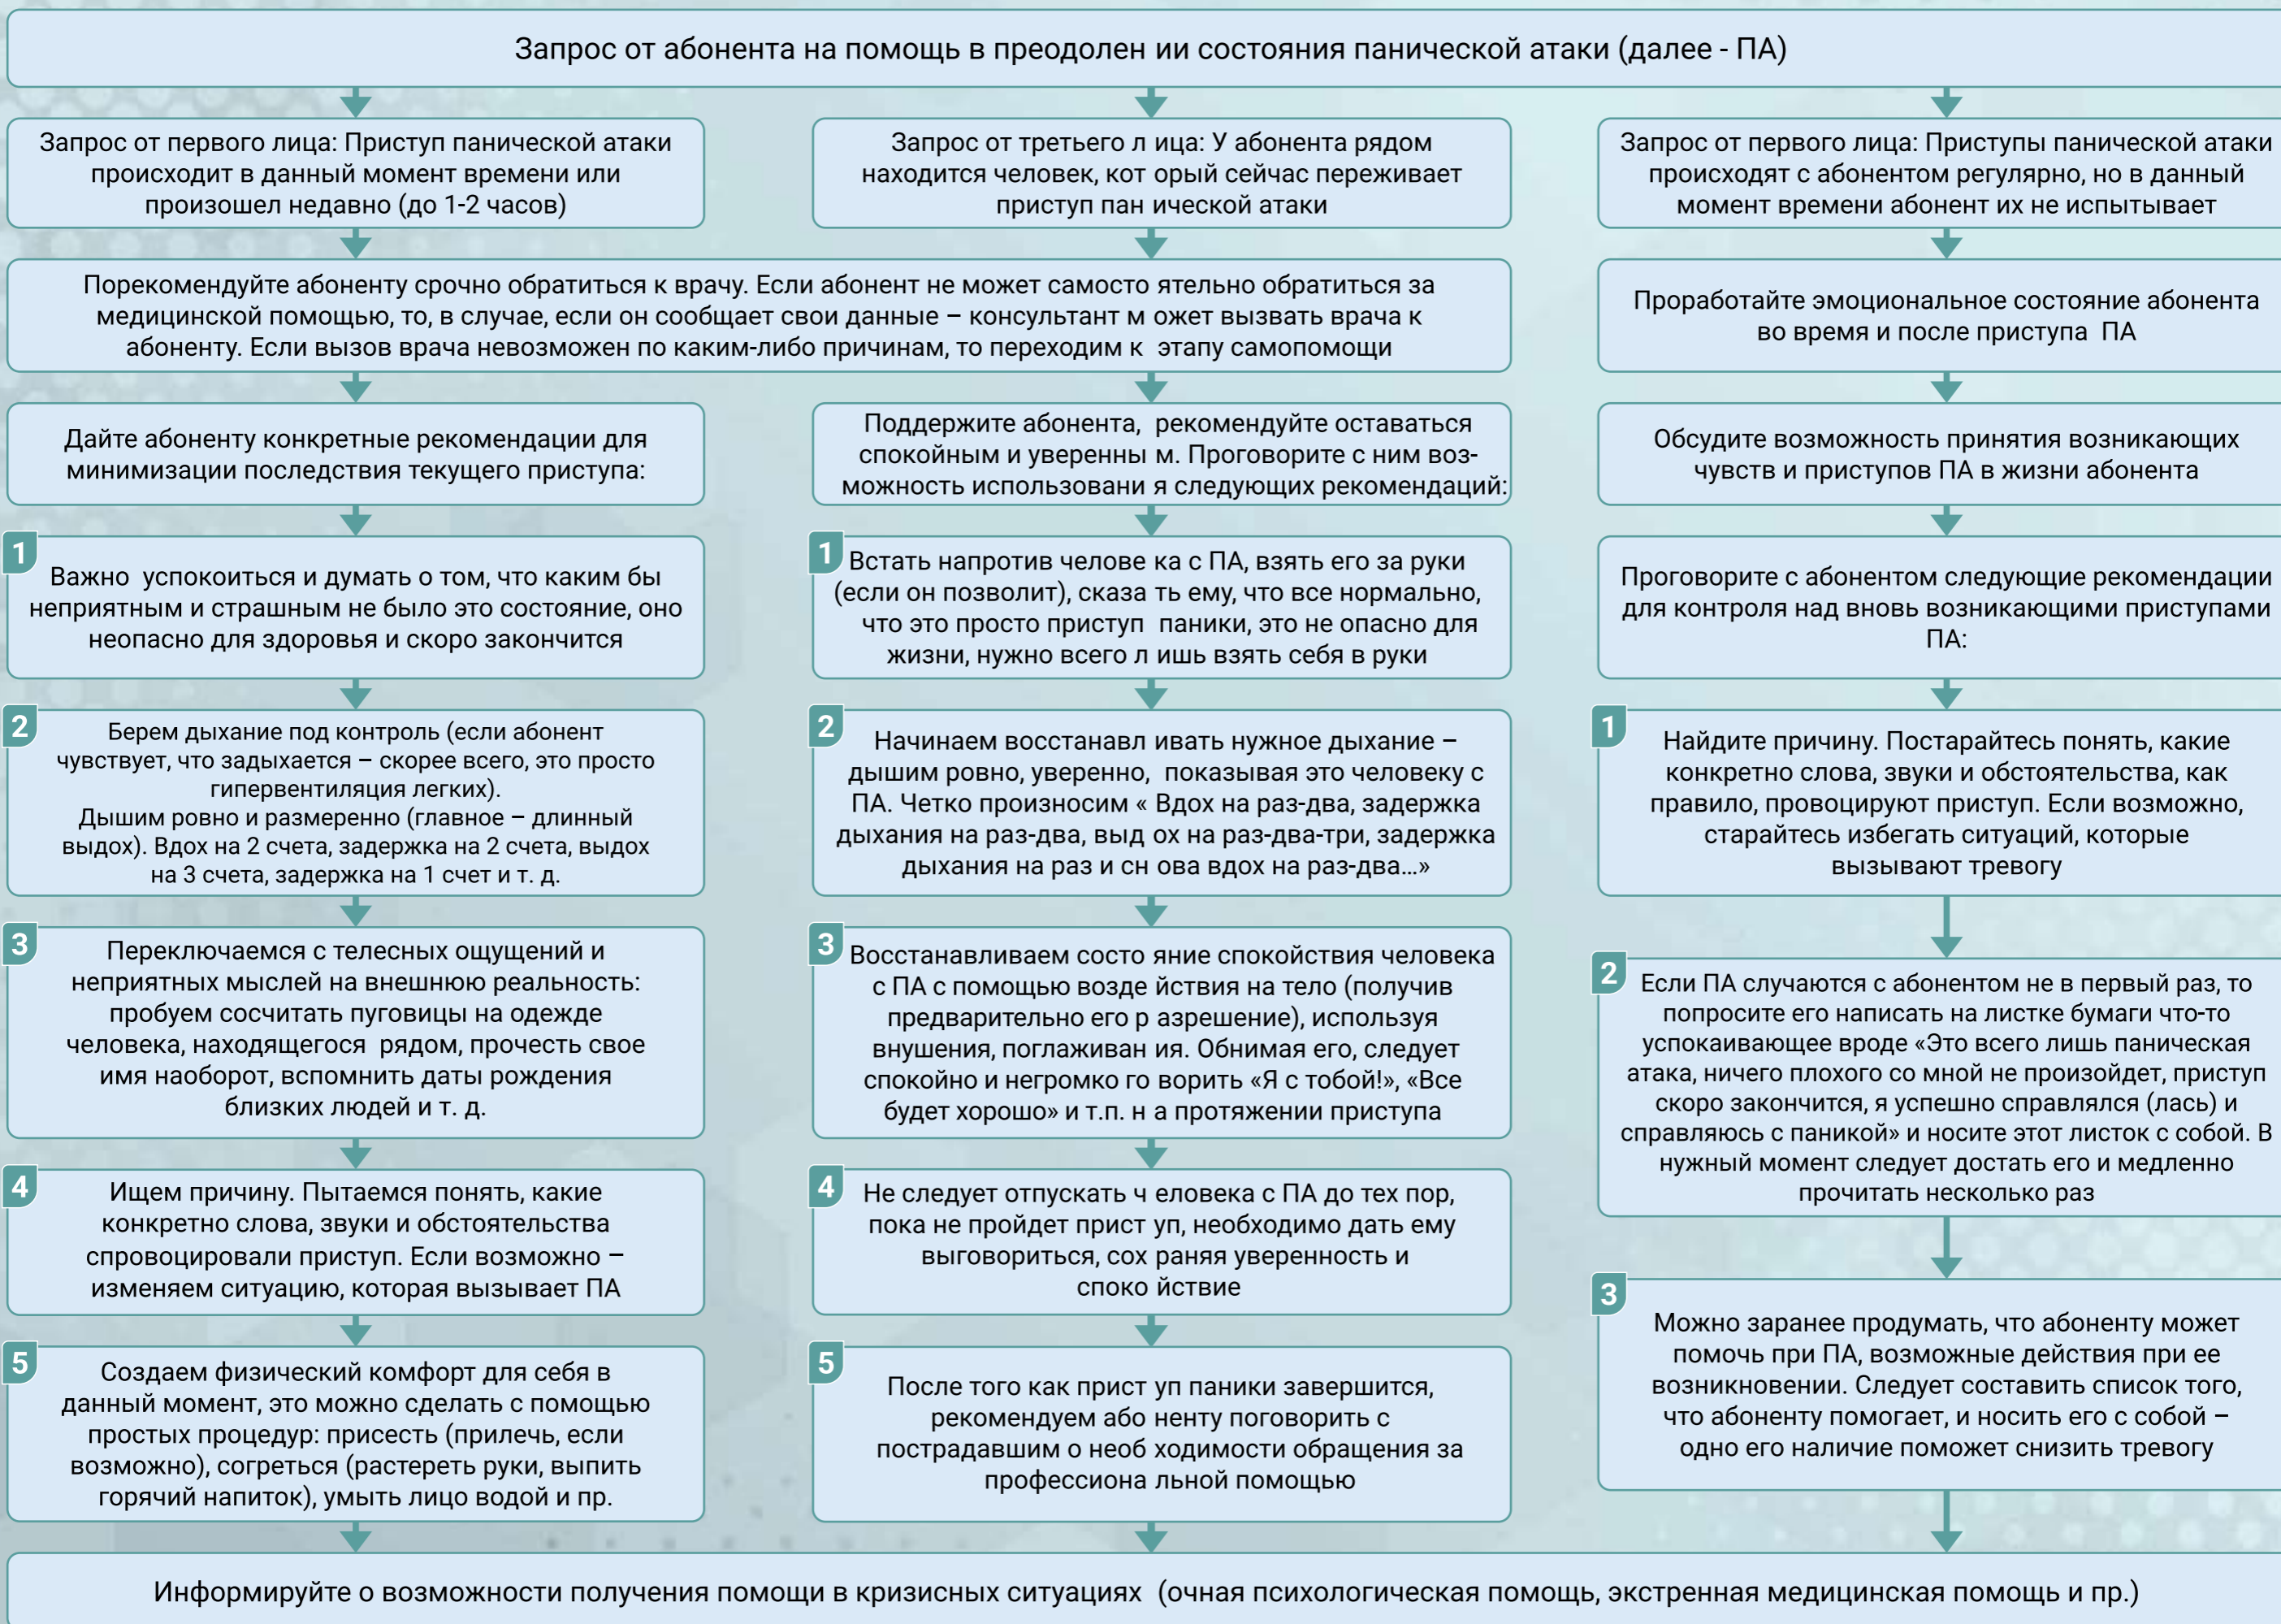 Запрос от абонента на помощь в преодолен ии состояния панической атаки (далее - ПА)
Запрос от первого лица: Приступ панической атаки
происходит в данный момент времени или
произошел недавно (до 1-2 часов)
Запрос от третьего л ица: У абонента рядом
находится человек, кот орый сейчас переживает
приступ пан ической атаки
Запрос от первого лица: Приступы панической атаки
происходят с абонентом регулярно, но в данный
момент времени абонент их не испытывает
Порекомендуйте абоненту срочно обратиться к врачу. Если абонент не может самосто ятельно обратиться за
медицинской помощью, то, в случае, если он сообщает свои данные – консультант м ожет вызвать врача к
абоненту. Если вызов врача невозможен по каким-либо причинам, то переходим к этапу самопомощи
Проработайте эмоциональное состояние абонента
во время и после приступа ПА
Дайте абоненту конкретные рекомендации для
минимизации последствия текущего приступа:
Поддержите абонента, рекомендуйте оставаться
спокойным и уверенны м. Проговорите с ним воз-
можность использовани я следующих рекомендаций:
Обсудите возможность принятия возникающих
чувств и приступов ПА в жизни абонента
1
Важно успокоиться и думать о том, что каким бы
неприятным и страшным не было это состояние, оно
неопасно для здоровья и скоро закончится
1
Встать напротив челове ка с ПА, взять его за руки
(если он позволит), сказа ть ему, что все нормально,
что это просто приступ паники, это не опасно для
жизни, нужно всего л ишь взять себя в руки
Проговорите с абонентом следующие рекомендации
для контроля над вновь возникающими приступами
ПА:
2
Берем дыхание под контроль (если абонент
чувствует, что задыхается – скорее всего, это просто
гипервентиляция легких).
Дышим ровно и размеренно (главное – длинный
выдох). Вдох на 2 счета, задержка на 2 счета, выдох
на 3 счета, задержка на 1 счет и т. д.
2
Начинаем восстанавл ивать нужное дыхание –
дышим ровно, уверенно, показывая это человеку с
ПА. Четко произносим « Вдох на раз-два, задержка
дыхания на раз-два, выд ох на раз-два-три, задержка
дыхания на раз и сн ова вдох на раз-два...»
1
Найдите причину. Постарайтесь понять, какие
конкретно слова, звуки и обстоятельства, как
правило, провоцируют приступ. Если возможно,
старайтесь избегать ситуаций, которые
вызывают тревогу
3
Переключаемся с телесных ощущений и
неприятных мыслей на внешнюю реальность:
пробуем сосчитать пуговицы на одежде
человека, находящегося рядом, прочесть свое
имя наоборот, вспомнить даты рождения
близких людей и т. д.
3
Восстанавливаем состо яние спокойствия человека
с ПА с помощью возде йствия на тело (получив
предварительно его р азрешение), используя
внушения, поглаживан ия. Обнимая его, следует
спокойно и негромко го ворить «Я с тобой!», «Все
будет хорошо» и т.п. н а протяжении приступа
2
Если ПА случаются с абонентом не в первый раз, то
попросите его написать на листке бумаги что-то
успокаивающее вроде «Это всего лишь паническая
атака, ничего плохого со мной не произойдет, приступ
скоро закончится, я успешно справлялся (лась) и
справляюсь с паникой» и носите этот листок с собой. В
нужный момент следует достать его и медленно
прочитать несколько раз
4
Ищем причину. Пытаемся понять, какие
конкретно слова, звуки и обстоятельства
спровоцировали приступ. Если возможно –
изменяем ситуацию, которая вызывает ПА
4
Не следует отпускать ч еловека с ПА до тех пор,
пока не пройдет прист уп, необходимо дать ему
выговориться, сох раняя уверенность и
споко йствие
3
Можно заранее продумать, что абоненту может
помочь при ПА, возможные действия при ее
возникновении. Следует составить список того,
что абоненту помогает, и носить его с собой –
одно его наличие поможет снизить тревогу
5
Создаем физический комфорт для себя в
данный момент, это можно сделать с помощью
простых процедур: присесть (прилечь, если
возможно), согреться (растереть руки, выпить
горячий напиток), умыть лицо водой и пр.
5
После того как прист уп паники завершится,
рекомендуем або ненту поговорить с
пострадавшим о необ ходимости обращения за
профессиона льной помощью
Информируйте о возможности получения помощи в кризисных ситуациях (очная психологическая помощь, экстренная медицинская помощь и пр.)